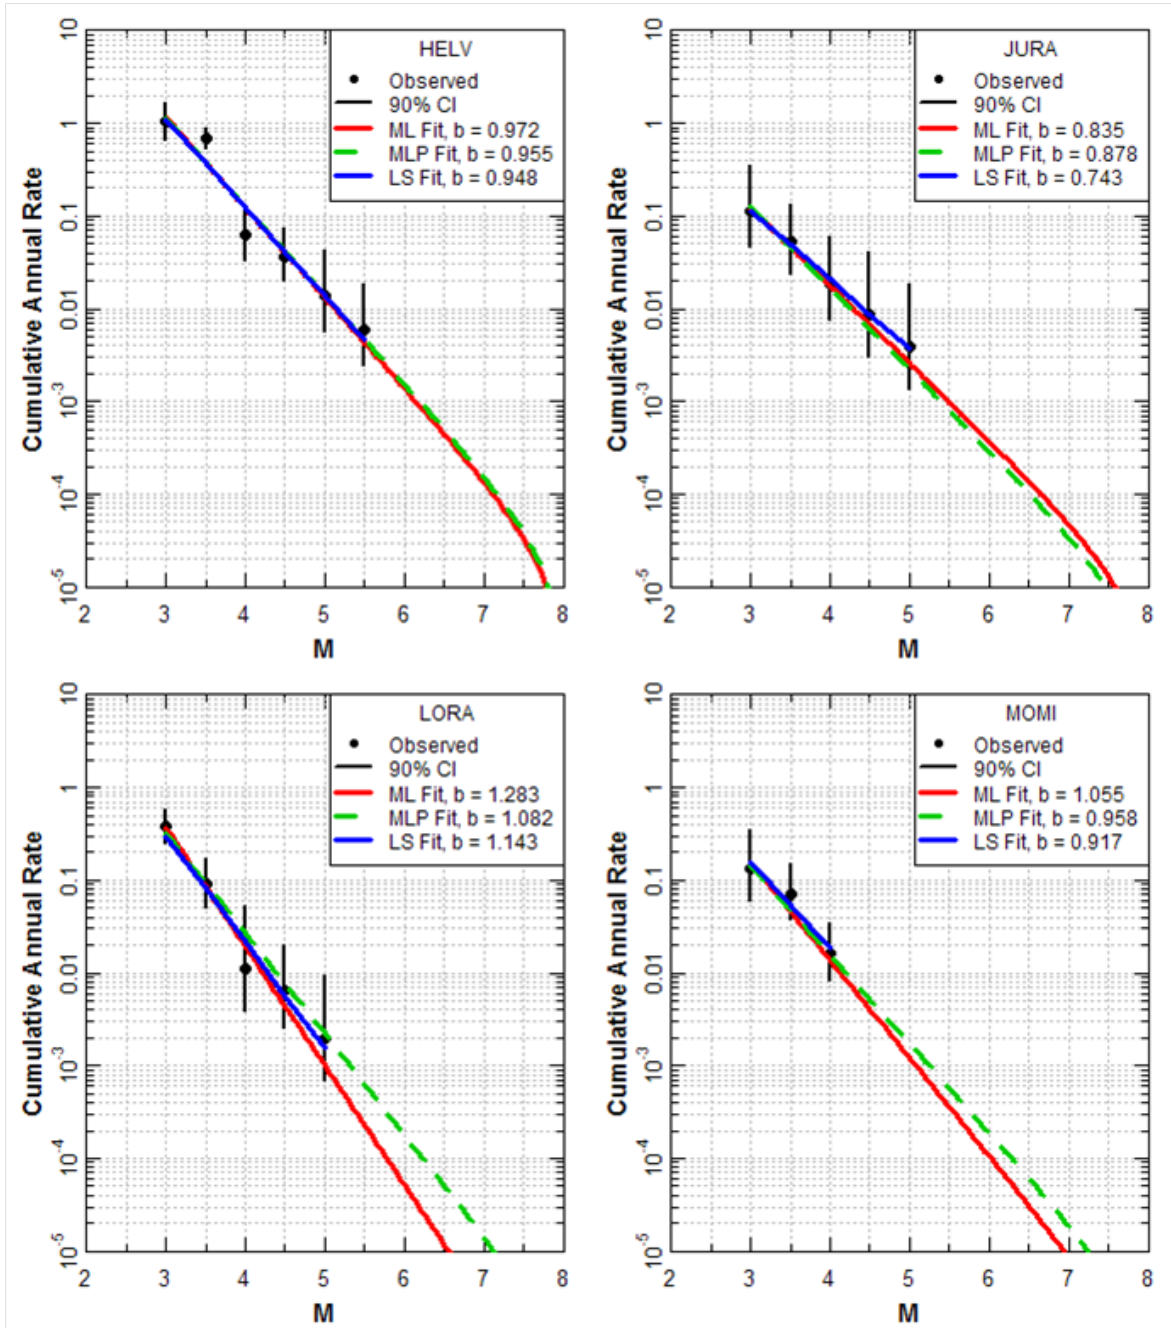 HELV
Observed
90% CI
ML Fit, b = 0.972
MLP Fit, b = 0.955
LS Fit, b = 0.948
Cumulative Annual Rate
10
1
0.1
0.01
10-3
10-4
10-5
2 3 4 5 6 7 8
M
JURA
Observed
90% CI
ML Fit, b = 0.835
MLP Fit, b = 0.878
LS Fit, b = 0.743
Cumulative Annual Rate
10
1
0.1
0.01
10-3
10-4
10-5
2 3 4 5 6 7 8
M
LORA
Observed
90% CI
ML Fit, b = 1.283
MLP Fit, b = 1.082
LS Fit, b = 1.143
Cumulative Annual Rate
10
1
0.1
0.01
10-3
10-4
10-5
2 3 4 5 6 7 8
M
MOMI
Observed
90% CI
ML Fit, b = 1.055
MLP Fit, b = 0.958
LS Fit, b = 0.917
Cumulative Annual Rate
10
1
0.1
0.01
10-3
10-4
10-5
2 3 4 5 6 7 8
M